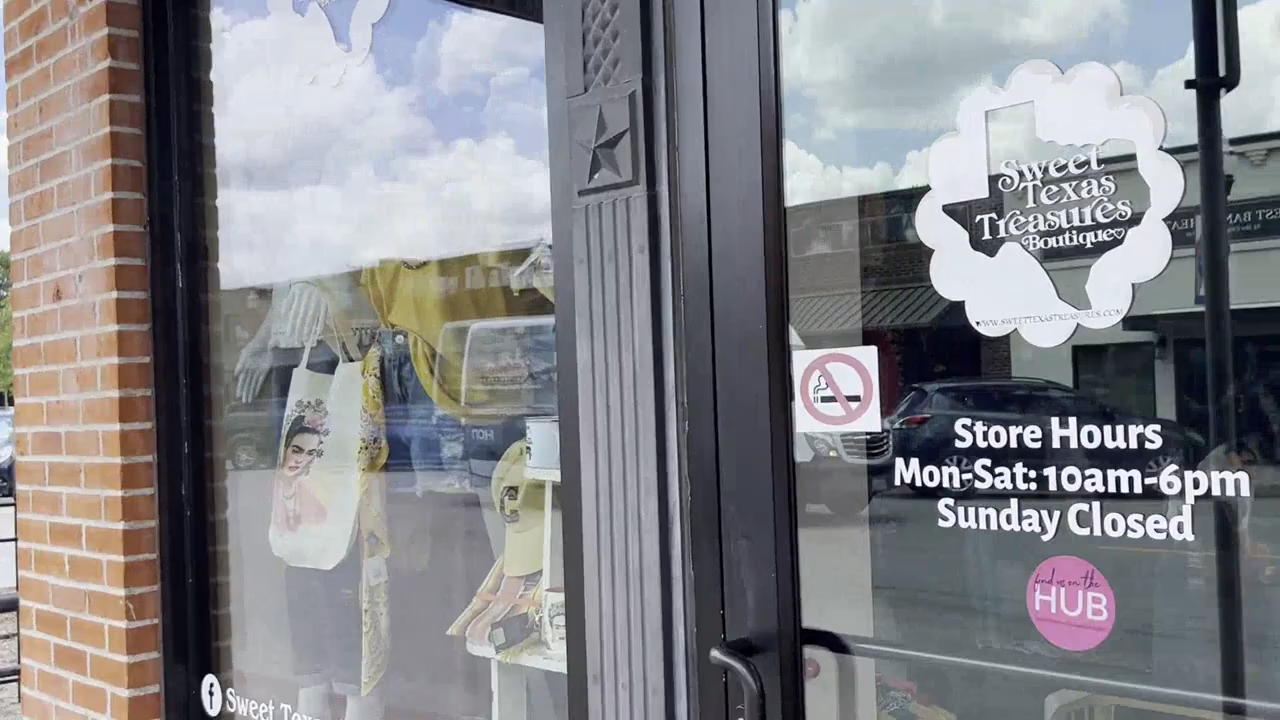 Sweet
Texas
Treasures
Boutique
WWW.SWEETTEXASTREASURES.COM
Store Hours
Mon-Sat: 10am-6pm
Sunday Closed
find us on the
HUB
f Sweet